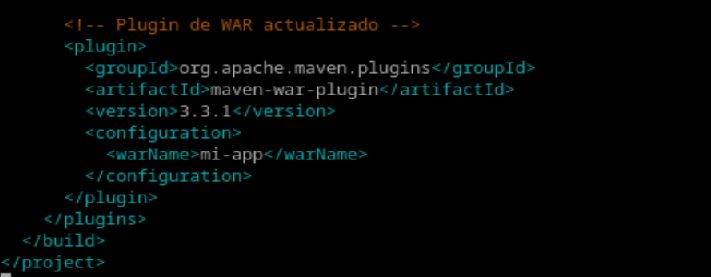 <!-- Plugin de WAR actualizado -->
<plugin>
<groupId>org.apache.maven.plugins</groupId>
<artifactId>maven-war-plugin</artifactId>
<version>3.3.1</version>
<configuration>
<warName>mi-app</warName>
</configuration>
</plugin>
</plugins>
</build>
</project>